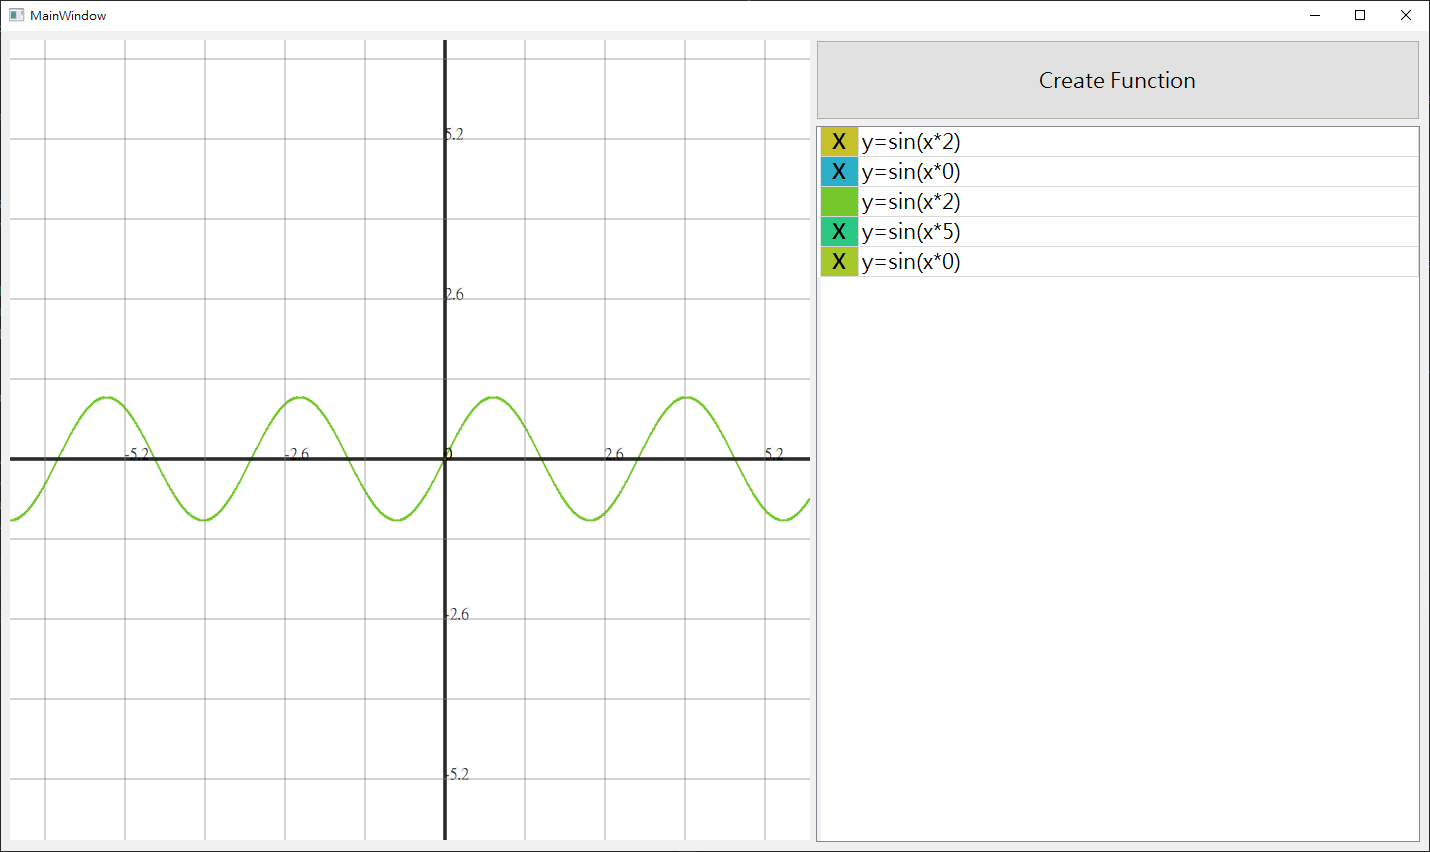 MainWindow
Create Function
X y=sin(x*2)
X y=sin(x*0)
y=sin(x*2)
X y=sin(x*5)
X y=sin(x*0)
5.2
2.6
-5.2 -2.6 0 2.6 5.2
-2.6
-5.2